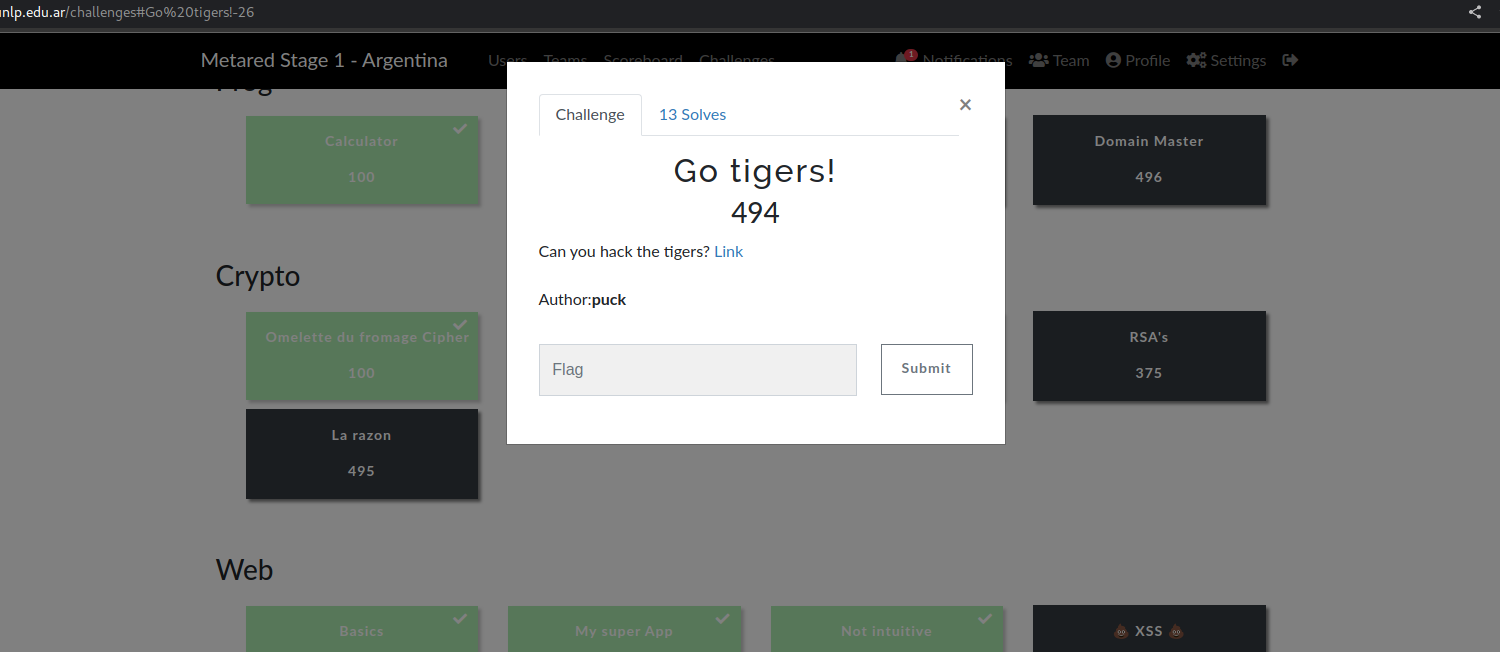 nlp.edu.ar/challenges#Go%20tigers!-26
Metared Stage 1 - Argentina Users Teams Scoreboard Challenges 1 Notifications Team Profile Settings
Challenge 13 Solves ×
Go tigers!
494
Can you hack the tigers? Link
Author:puck
Flag Submit
Calculator
100
Domain Master
496
Crypto
Omelette du fromage Cipher
100
RSA's
375
La razon
495
Web
Basics My super App Not intuitive 💩 XSS 💩